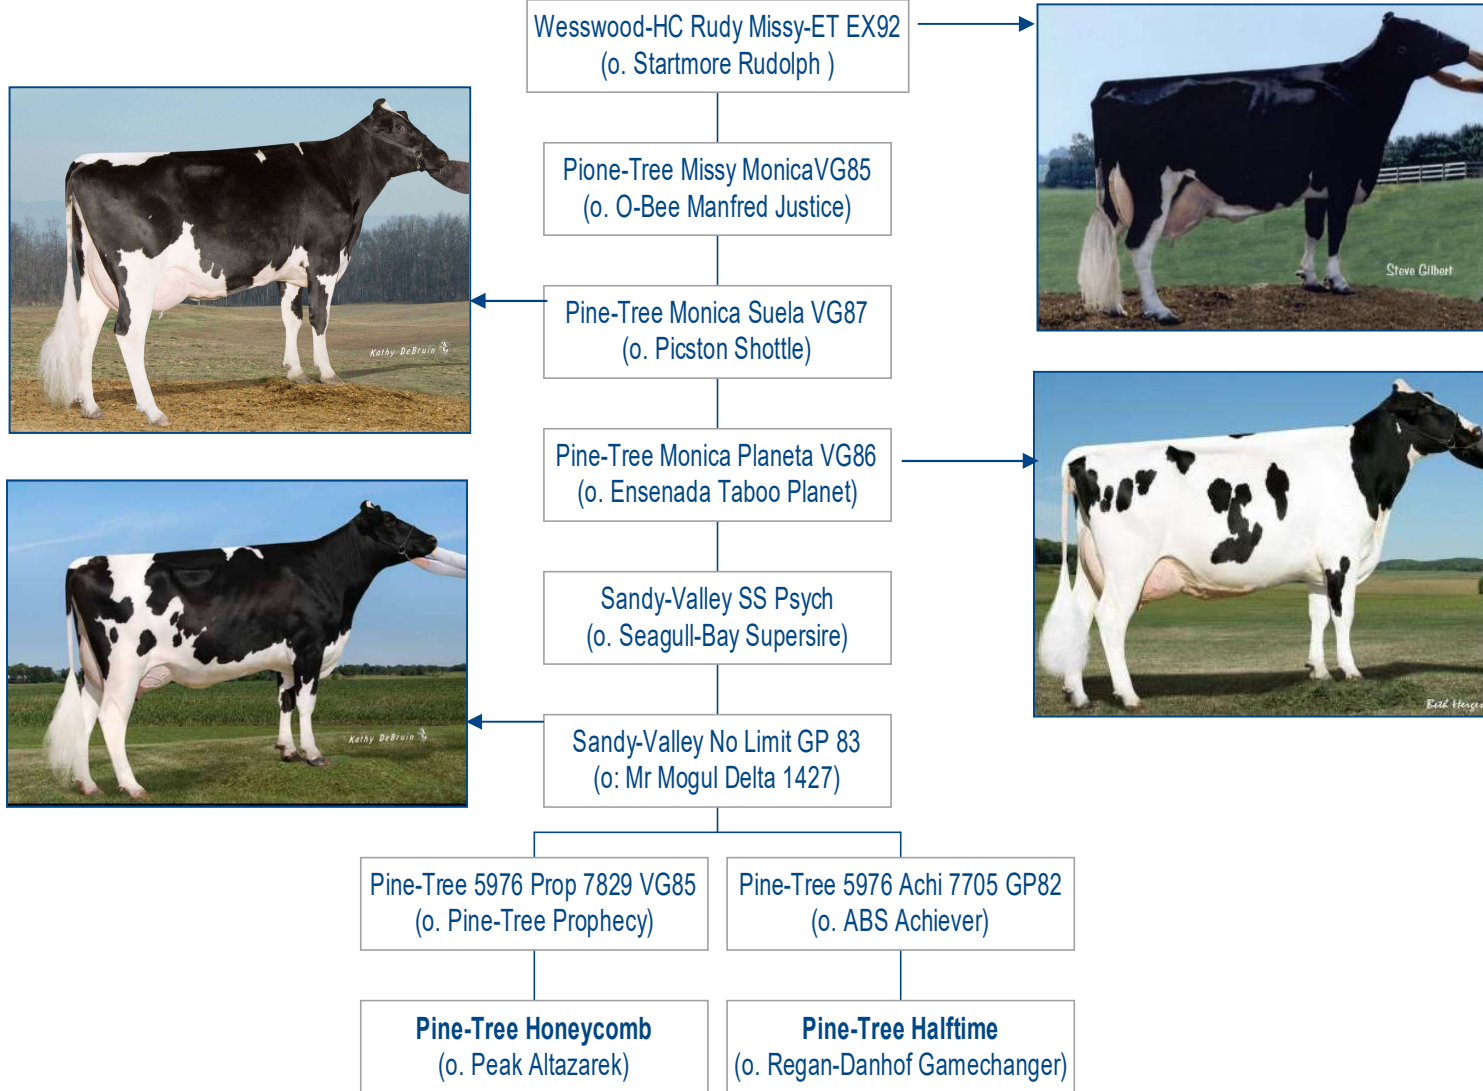 Wesswood-HC Rudy Missy-ET EX92
(o. Startmore Rudolph )
Steve Gilbert
Pione-Tree Missy MonicaVG85
(o. O-Bee Manfred Justice)
Kathy DeBruin
Pine-Tree Monica Suela VG87
(o. Picston Shottle)
Pine-Tree Monica Planeta VG86
(o. Ensenada Taboo Planet)
Sandy-Valley SS Psych
(o. Seagull-Bay Supersire)
Beth Herges
Sandy-Valley No Limit GP 83
(o: Mr Mogul Delta 1427)
Kathy DeBruin
Pine-Tree 5976 Prop 7829 VG85
(o. Pine-Tree Prophecy)
Pine-Tree 5976 Achi 7705 GP82
(o. ABS Achiever)
Pine-Tree Honeycomb
(o. Peak Altazarek)
Pine-Tree Halftime
(o. Regan-Danhof Gamechanger)